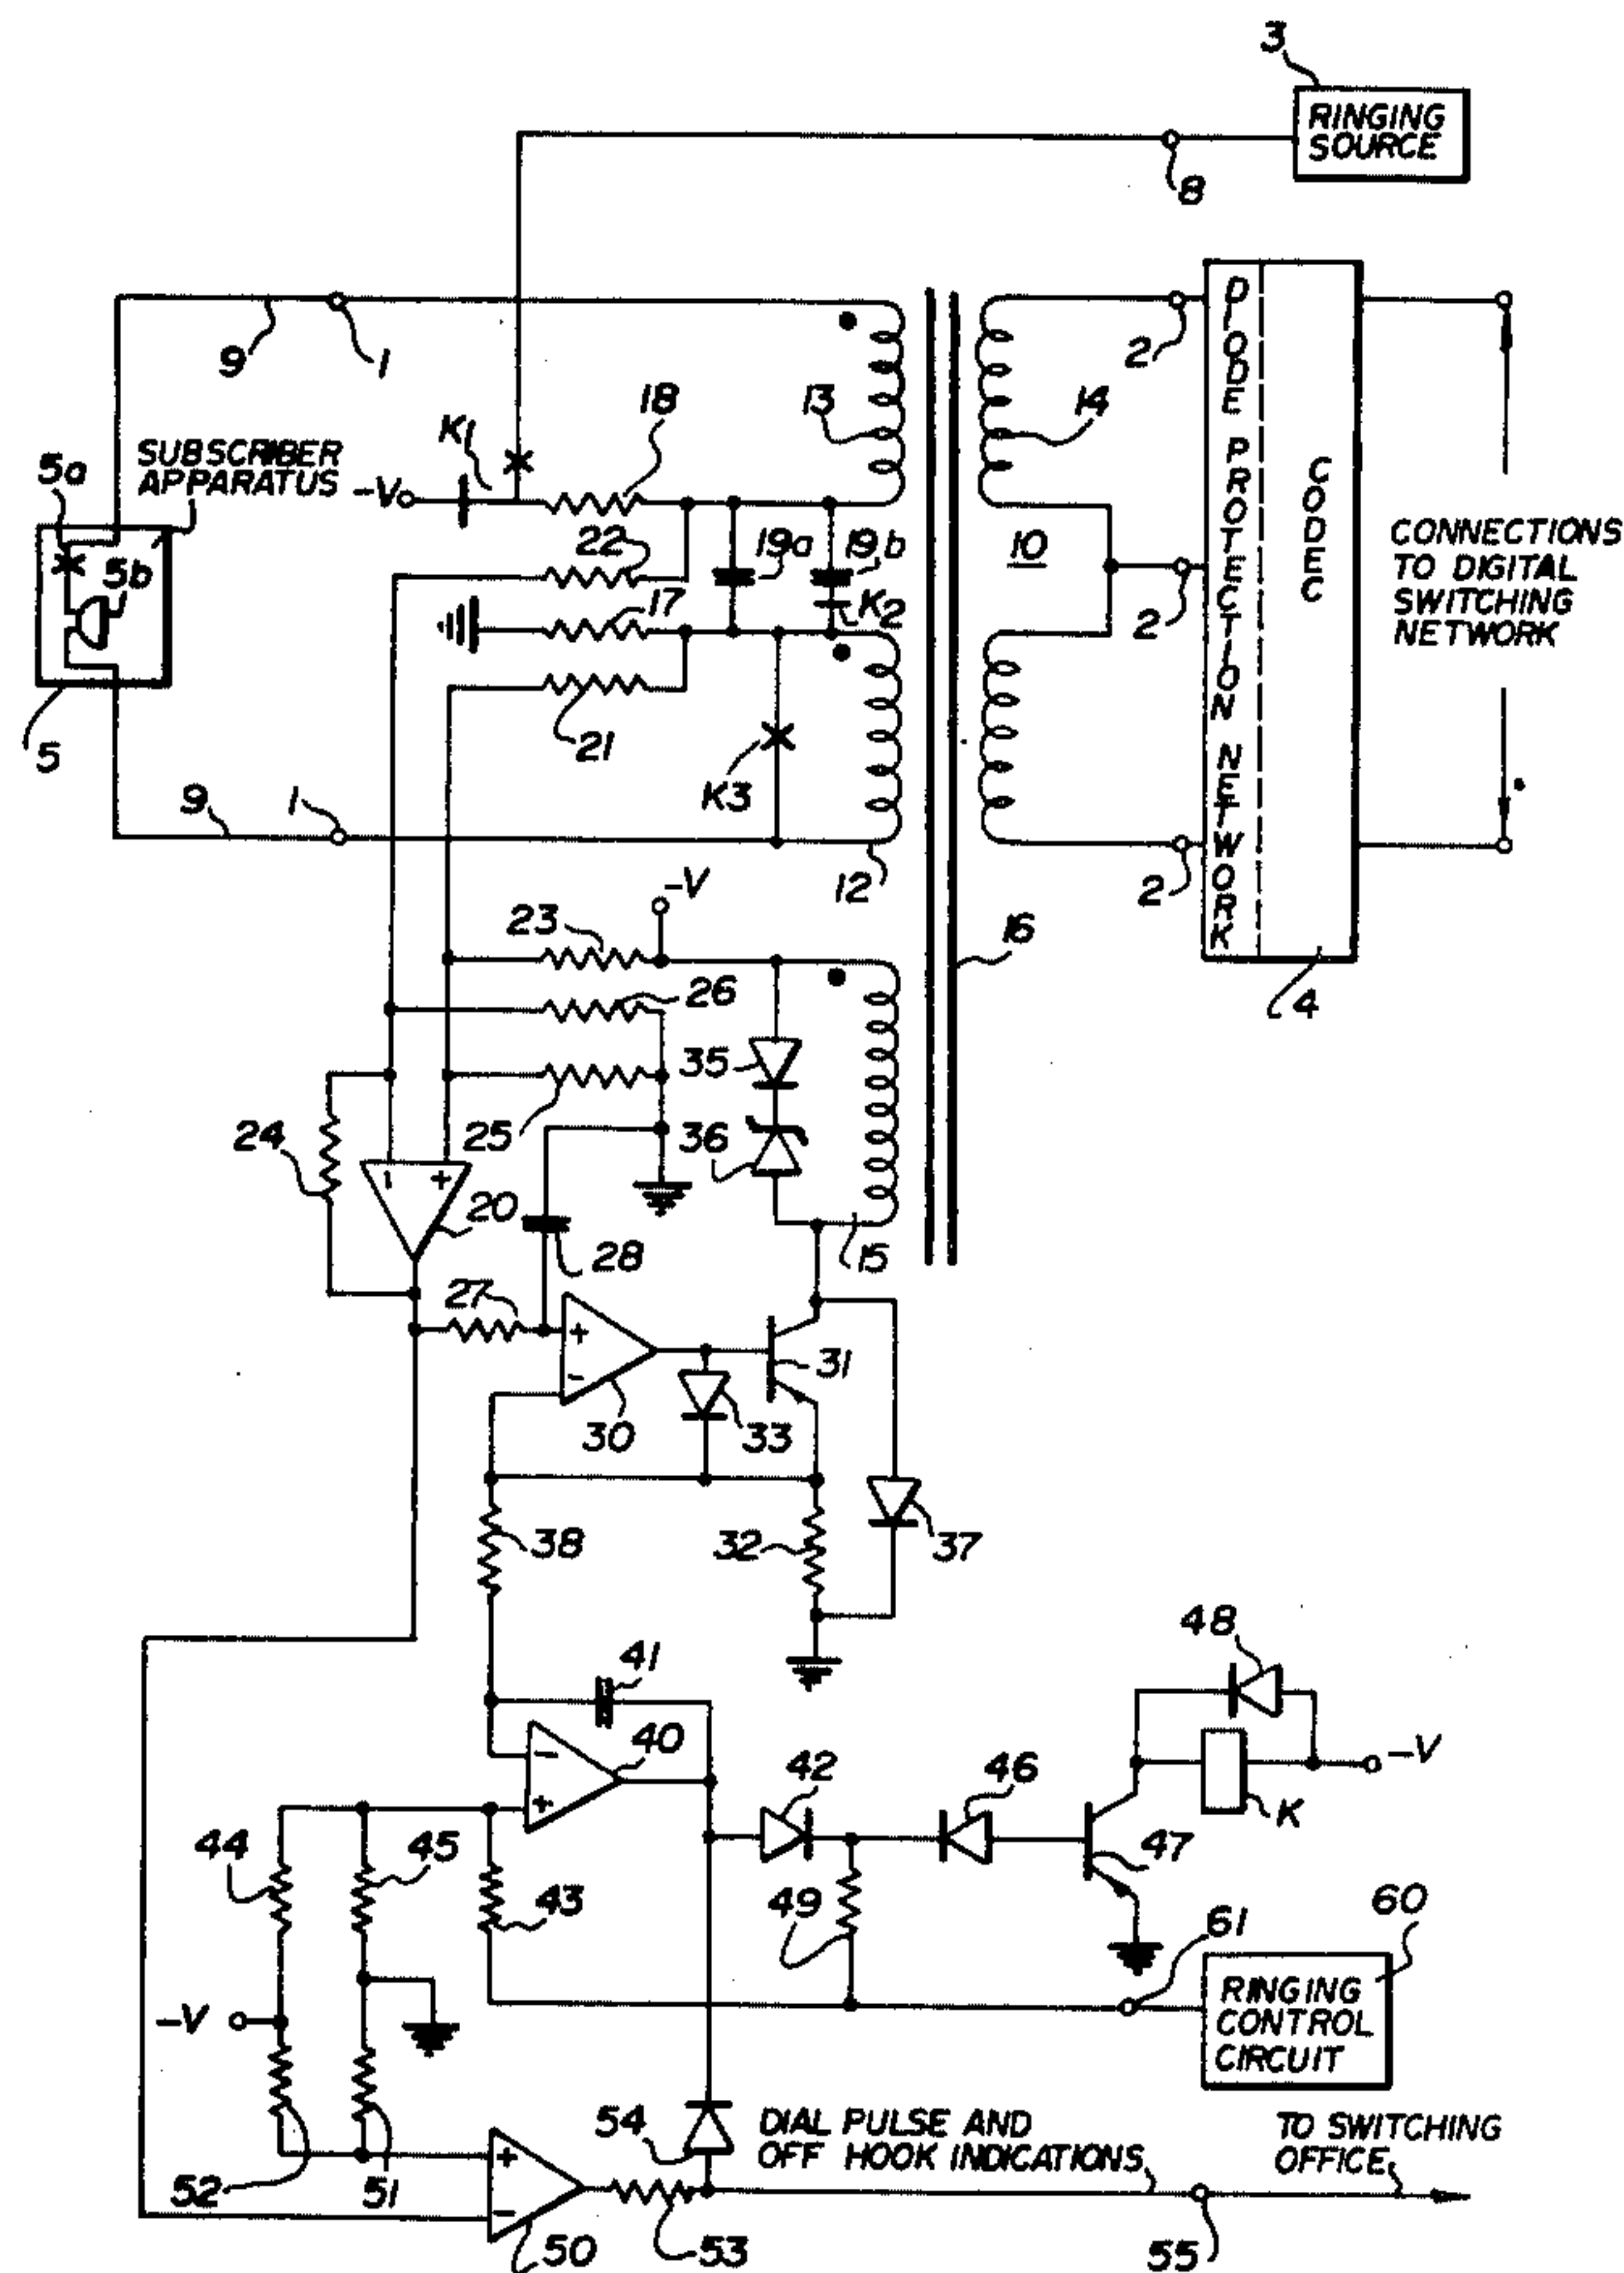 3
RINGING
SOURCE
8
9
1
2
DIODE PROTECTION NETWORK
CODEC
13
14
18
K1
SUBSCRIBER
APPARATUS
5a
-V
5b
22
19a
19b
10
K2
17
2
CONNECTIONS
TO DIGITAL
SWITCHING
NETWORK
5
21
K3
9
1
12
2
-V
23
16
4
26
35
25
36
24
20
28
15
27
31
30
33
38
32
37
48
41
40
-V
42
46
K
44
45
47
43
49
61
60
-V
RINGING
CONTROL
CIRCUIT
54
DIAL PULSE AND
OFF HOOK INDICATIONS
TO SWITCHING
OFFICE
52
51
50
53
55